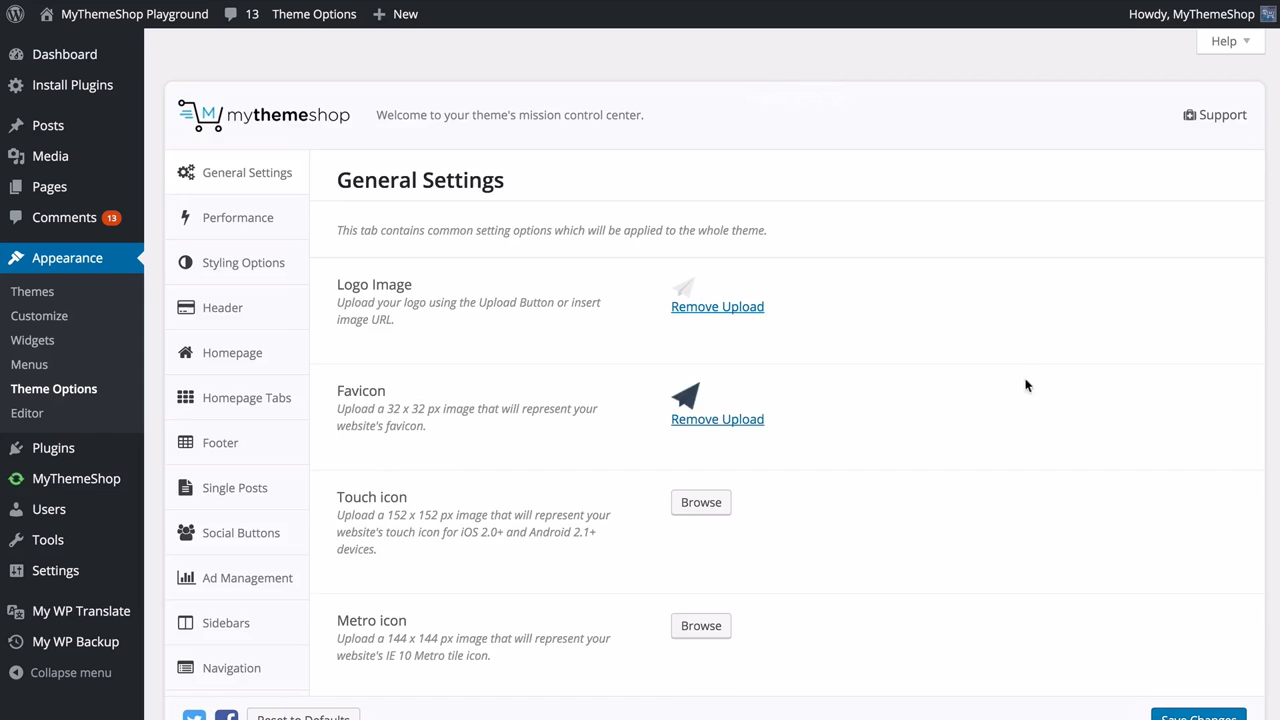 MyThemeShop Playground 13 Theme Options New Howdy, MyThemeShop
Help
Dashboard
Install Plugins
Posts
Media
Pages
Comments 13
Appearance
Themes
Customize
Widgets
Menus
Theme Options
Editor
Plugins
MyThemeShop
Users
Tools
Settings
My WP Translate
My WP Backup
Collapse menu
M mythemeshop Welcome to your theme's mission control center. Support
General Settings
Performance
Styling Options
Header
Homepage
Homepage Tabs
Footer
Single Posts
Social Buttons
Ad Management
Sidebars
Navigation
General Settings
This tab contains common setting options which will be applied to the whole theme.
Logo Image
Upload your logo using the Upload Button or insert
image URL.
Remove Upload
Favicon
Upload a 32 x 32 px image that will represent your
website's favicon.
Remove Upload
Touch icon
Upload a 152 x 152 px image that will represent your
website's touch icon for iOS 2.0+ and Android 2.1+
devices.
Browse
Metro icon
Upload a 144 x 144 px image that will represent your
website's IE 10 Metro tile icon.
Browse
Reset to Defaults Save Changes